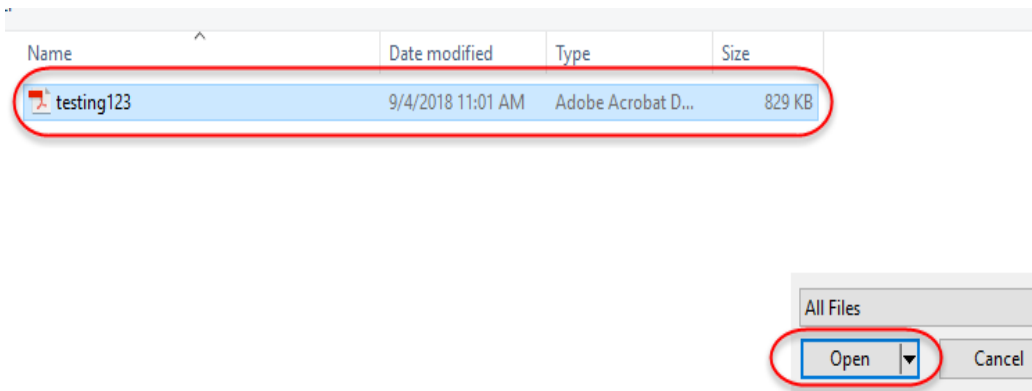 Name Date modified Type Size
testing123 9/4/2018 11:01 AM Adobe Acrobat D... 829 KB
All Files
Open Cancel